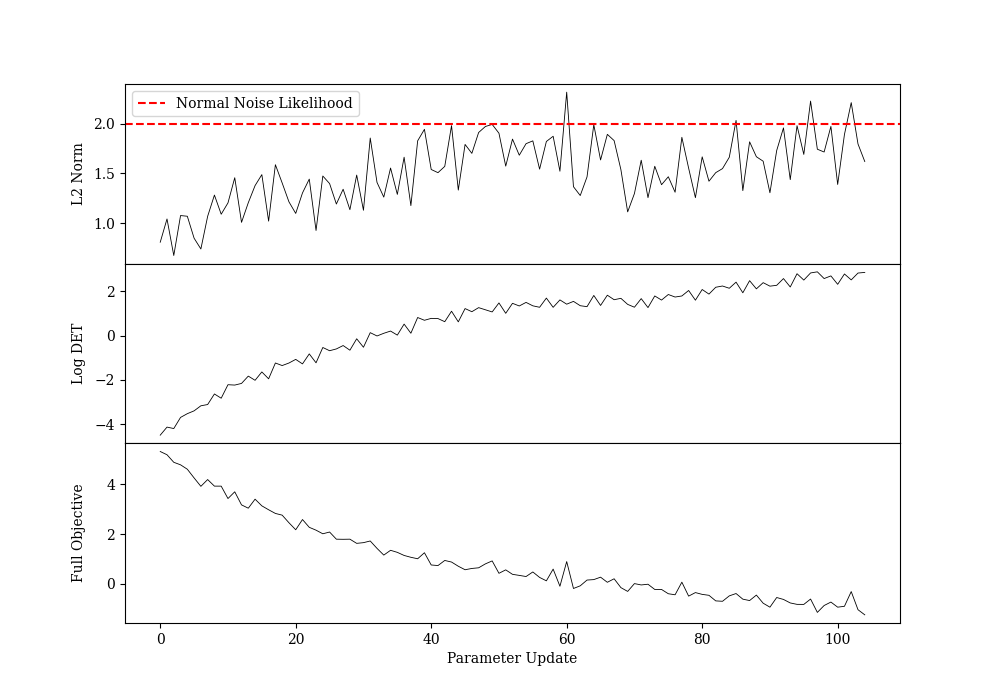 Normal Noise Likelihood
2.0
1.5
1.0
L2 Norm
2
0
−2
−4
Log DET
4
2
0
Full Objective
0 20 40 60 80 100
Parameter Update